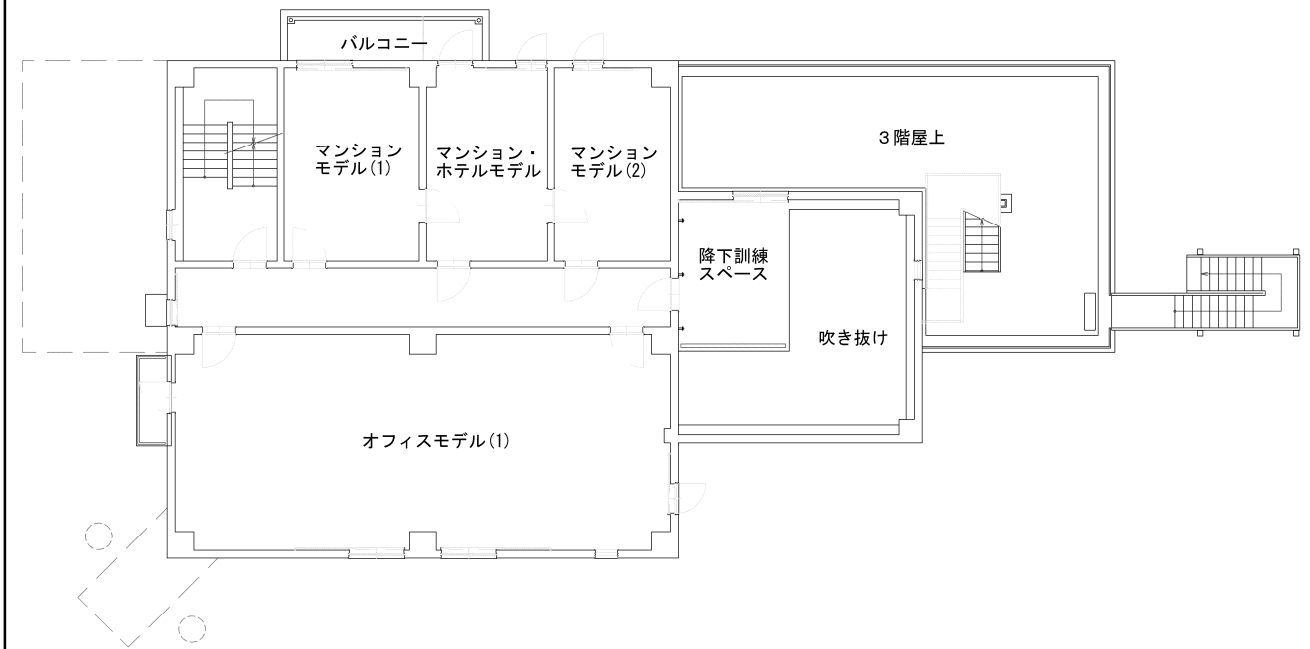 バルコニー
3階屋上
マンション
モデル(1)
マンション・
ホテルモデル
マンション
モデル(2)
降下訓練
スペース
吹き抜け
オフィスモデル(1)